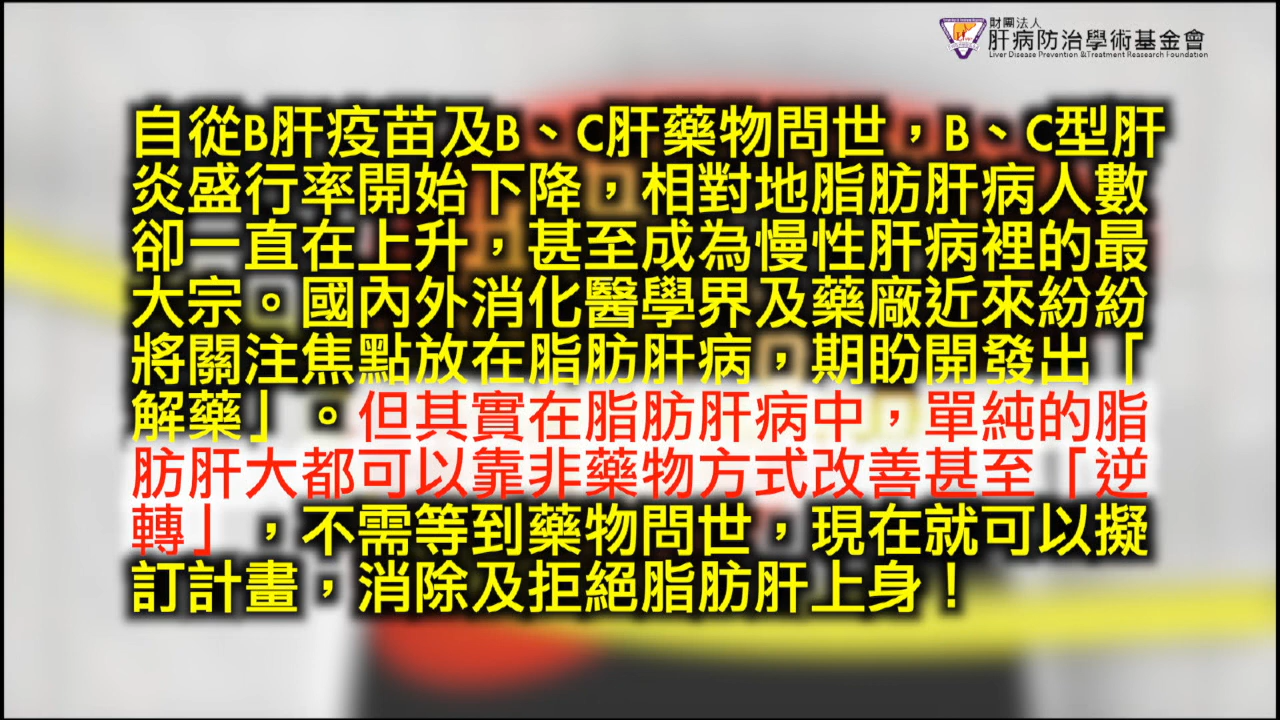 財團法人
肝病防治學術基金會
Liver Disease Prevention &Treatment Reasearch Foundation
自從B肝疫苗及B、C肝藥物問世，B、C型肝
炎盛行率開始下降，相對地脂肪肝病人數
卻一直在上升，甚至成為慢性肝病裡的最
大宗。國內外消化醫學界及藥廠近來紛紛
將關注焦點放在脂肪肝病，期盼開發出「
解藥」。但其實在脂肪肝病中，單純的脂
肪肝大都可以靠非藥物方式改善甚至「逆
轉」，不需等到藥物問世，現在就可以擬
訂計畫，消除及拒絕脂肪肝上身！